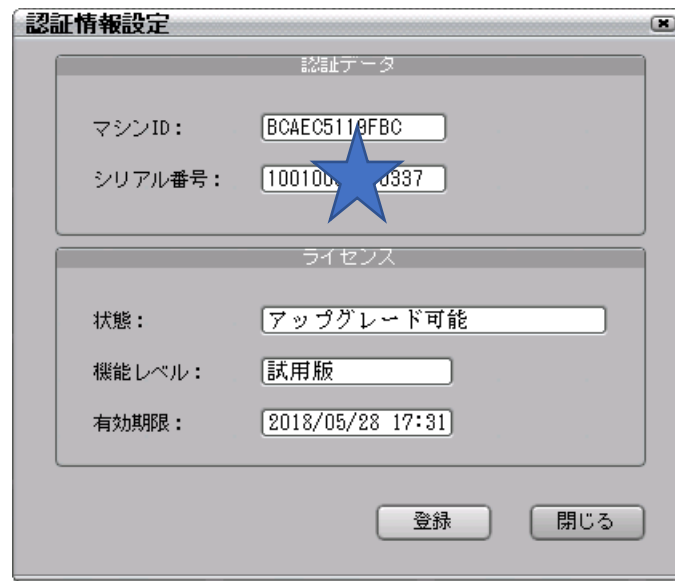 認証情報設定
認証データ
マシンID：
シリアル番号：
ライセンス
状態： アップグレード可能
機能レベル： 試用版
有効期限： 2018/05/28 17:31
登録 閉じる